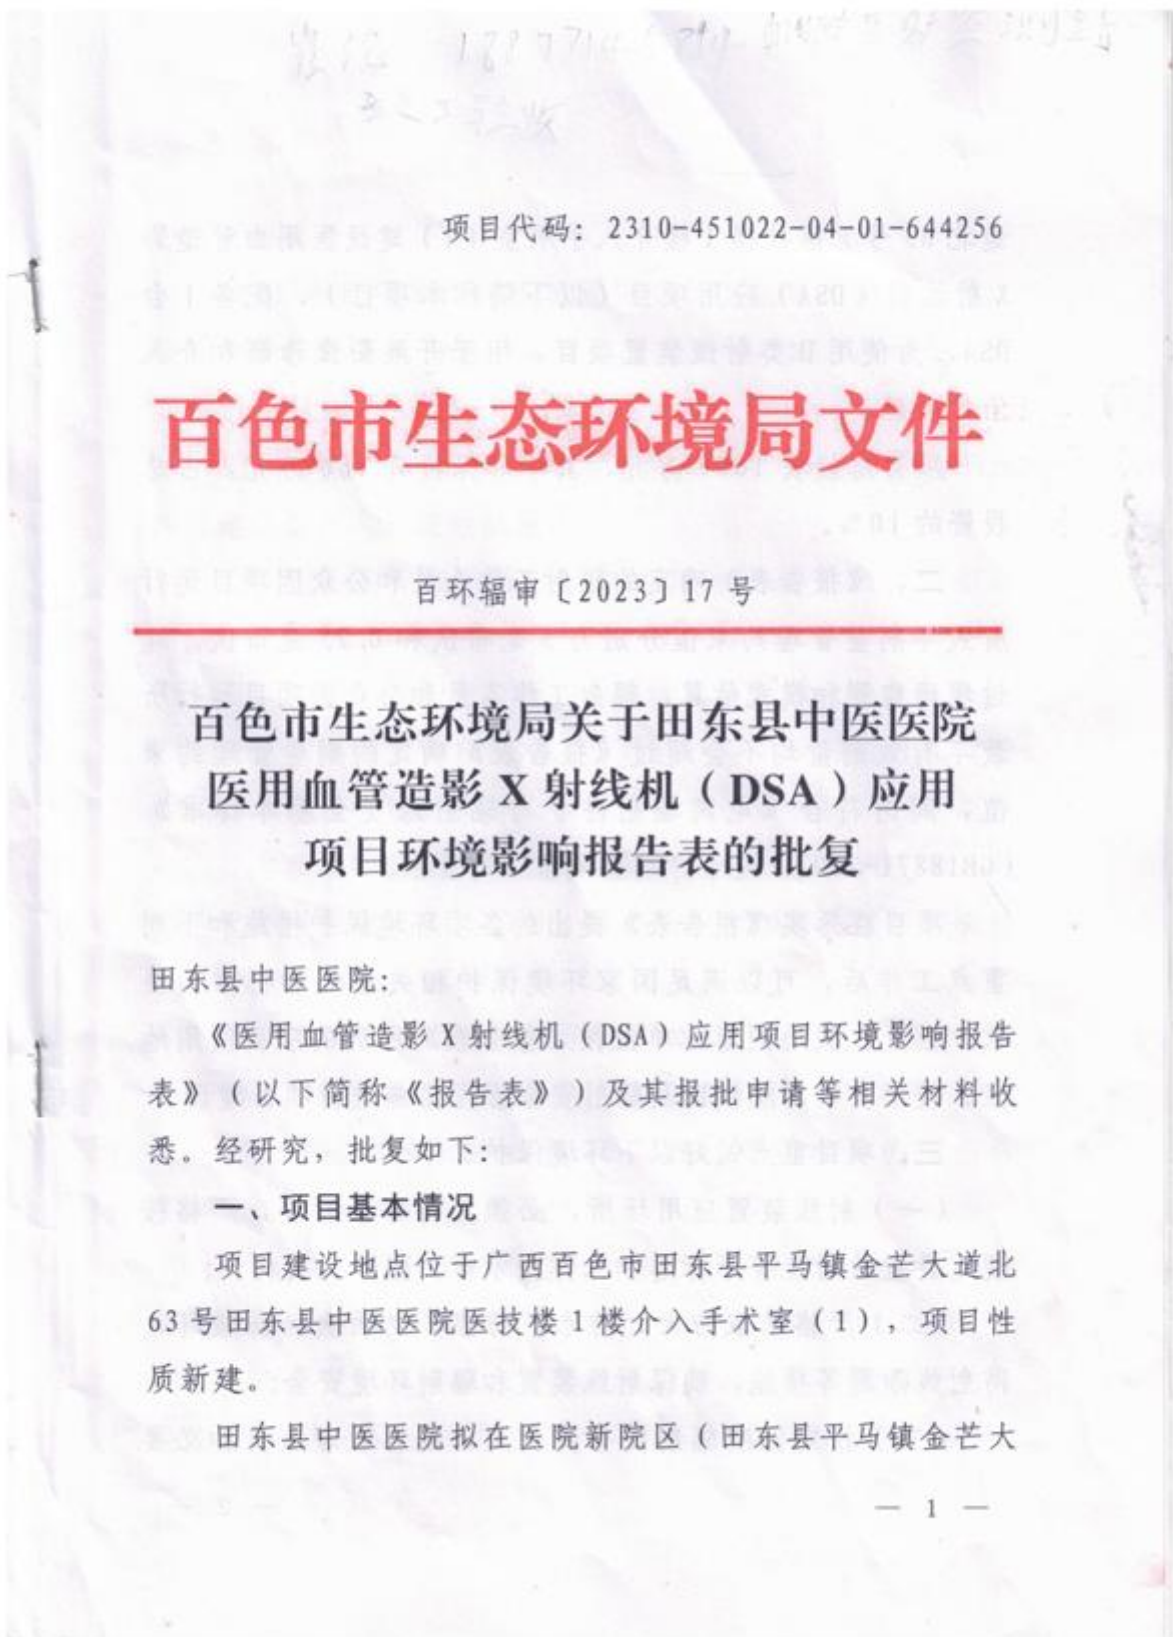 项目代码：2310-451022-04-01-644256
百色市生态环境局文件
百环辐审〔2023〕17号
百色市生态环境局关于田东县中医医院
医用血管造影X射线机（DSA）应用
项目环境影响报告表的批复
田东县中医医院：
《医用血管造影X射线机（DSA）应用项目环境影响报告
表》（以下简称《报告表》）及其报批申请等相关材料收
悉。经研究，批复如下：
一、项目基本情况
项目建设地点位于广西百色市田东县平马镇金芒大道北
63号田东县中医医院医技楼1楼介入手术室（1），项目性
质新建。
田东县中医医院拟在医院新院区（田东县平马镇金芒大
— 1 —